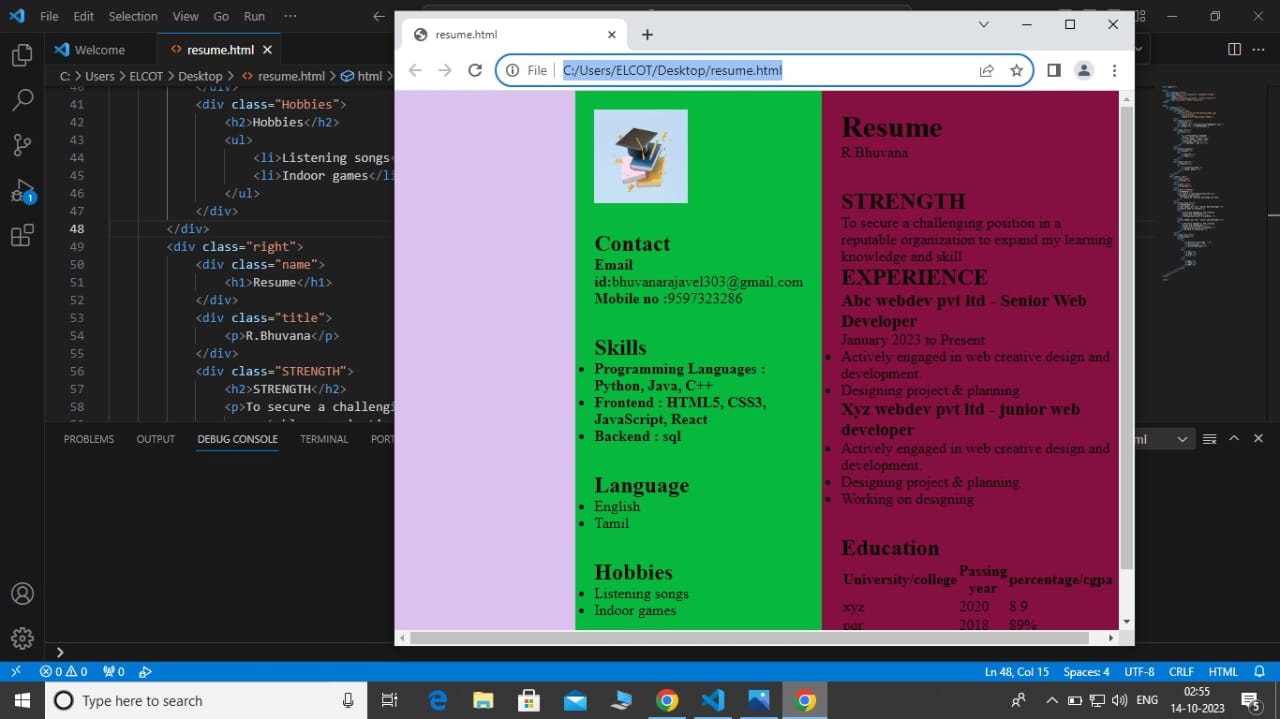 File Edit Selection View Go Run ···
Welcome
resume.html
C: > Users > ELCOT > Desktop > resume.html > html >
40 </div>
41 <div class="Hobbies">
42 <h2>Hobbies</h2>
43 <ul>
44 <li>Listening songs<
45 <li>Indoor games</li
46 </ul>
47 </div>
48 </div>
49 <div class="right">
50 <div class="name">
51 <h1>Resume</h1>
52 </div>
53 <div class="title">
54 <p>R.Bhuvana</p>
55 </div>
56 <div class="STRENGTH">
57 <h2>STRENGTH</h2>
58 <p>To secure a challengi
PROBLEMS OUTPUT DEBUG CONSOLE TERMINAL PORT
resume.html
File C:/Users/ELCOT/Desktop/resume.html
Contact
Email
id:bhuvanarajavel303@gmail.com
Mobile no :9597323286
Skills
Programming Languages :
Python, Java, C++
Frontend : HTML5, CSS3,
JavaScript, React
Backend : sql
Language
English
Tamil
Hobbies
Listening songs
Indoor games
Resume
R.Bhuvana
STRENGTH
To secure a challenging position in a
reputable organization to expand my learning
knowledge and skill
EXPERIENCE
Abc webdev pvt ltd - Senior Web
Developer
January 2023 to Present
Actively engaged in web creative design and
development.
Designing project & planning
Xyz webdev pvt ltd - junior web
developer
Actively engaged in web creative design and
development.
Designing project & planning
Working on designing
Education
University/college Passing year percentage/cgpa
xyz 2020 8.9
pqr 2018 89%
ml
1
0 0 0 Ln 48, Col 15 Spaces: 4 UTF-8 CRLF HTML
Type here to search
ENG
02:55
14-10-2023
5